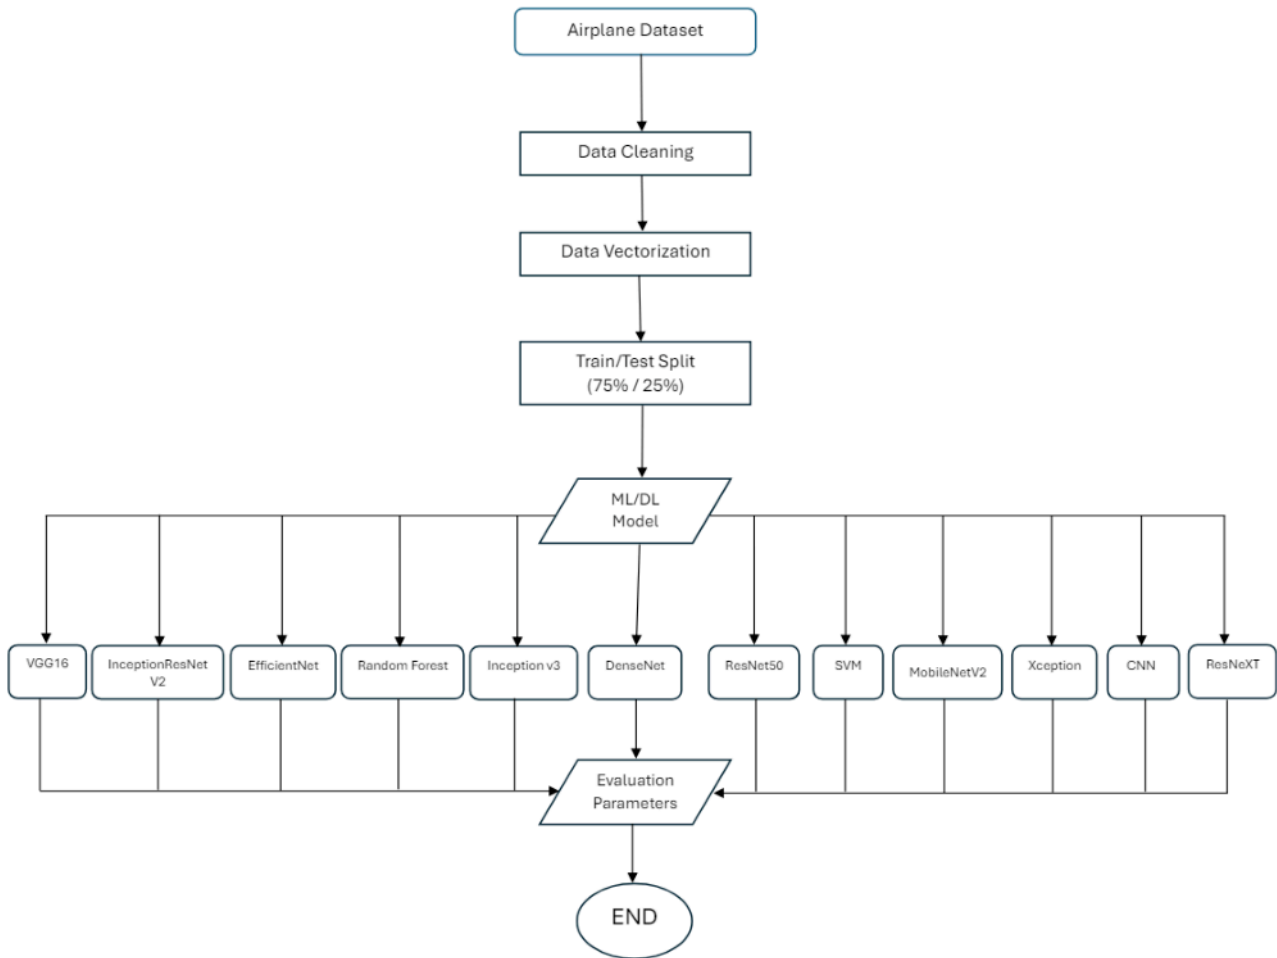 Airplane Dataset
Data Cleaning
Data Vectorization
Train/Test Split
(75% / 25%)
ML/DL
Model
VGG16
InceptionResNet
V2
EfficientNet
Random Forest
Inception v3
DenseNet
ResNet50
SVM
MobileNetV2
Xception
CNN
ResNeXT
Evaluation
Parameters
END